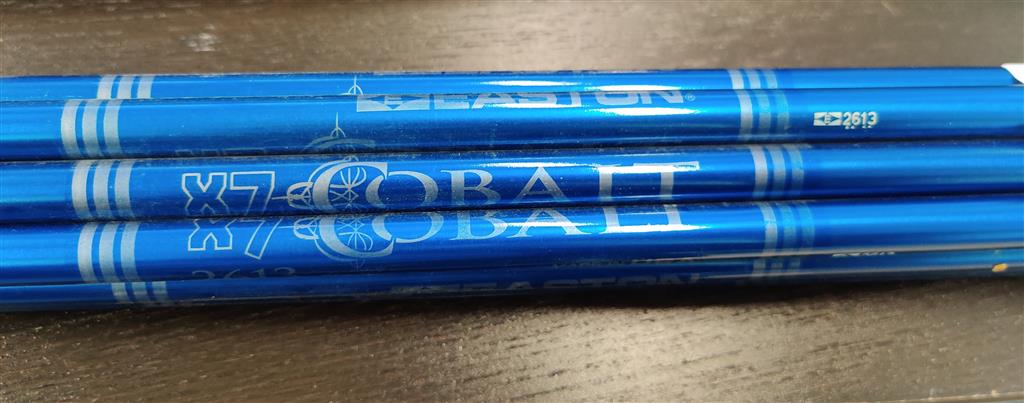 EASTON®
2613
X7 COBALT
X7 COBALT
2613
EASTON